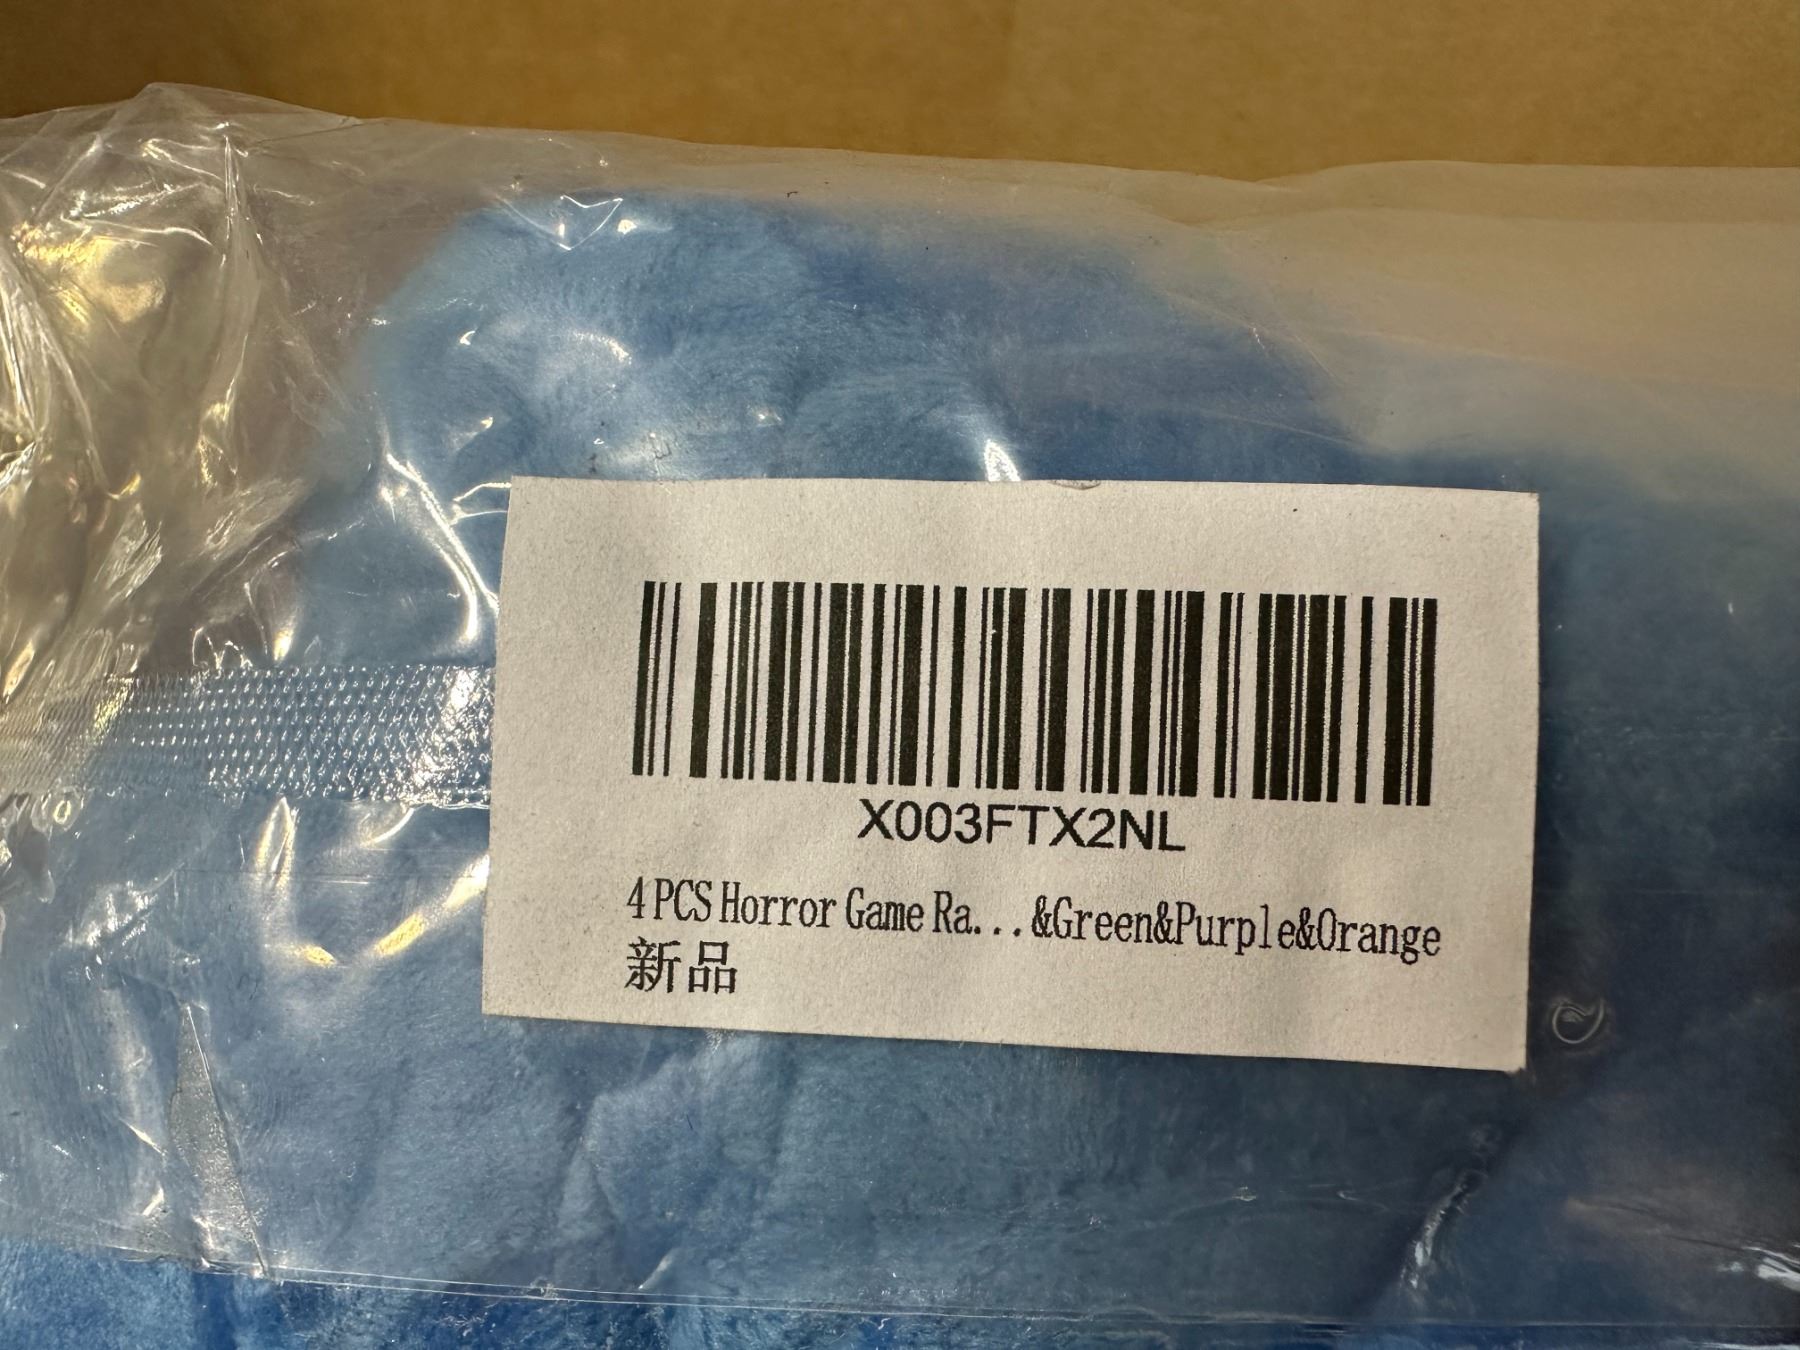 X003FTX2NL
4 PCS Horror Game Ra...&Green&Purple&Orange
新品